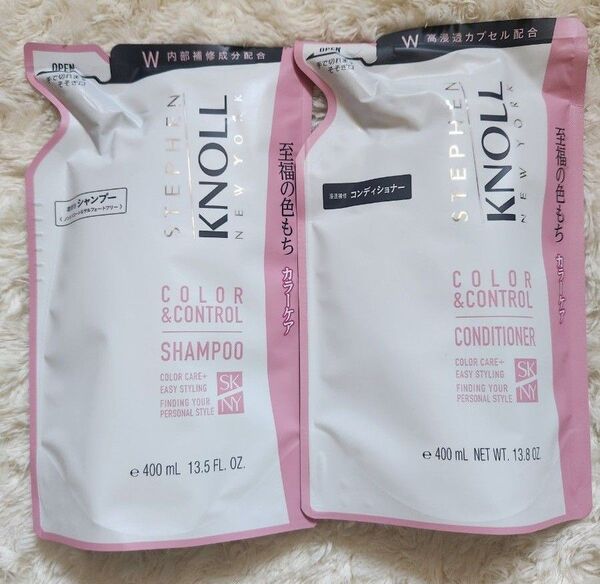 W 内部補修成分配合
OPEN
STEPHEN
KNOLL
NEW YORK
至福の色もち カラーケア
シャンプー
COLOR
&CONTROL
SHAMPOO
COLOR CARE+
EASY STYLING
FINDING YOUR
PERSONAL STYLE
SK
NY
e 400 mL 13.5 FL. OZ.
W 高浸透カプセル配合
OPEN
STEPHEN
KNOLL
NEW YORK
至福の色もち カラーケア
浸透補修 コンディショナー
COLOR
&CONTROL
CONDITIONER
COLOR CARE+
EASY STYLING
FINDING YOUR
PERSONAL STYLE
SK
NY
e 400 mL NET WT. 13.8 OZ.